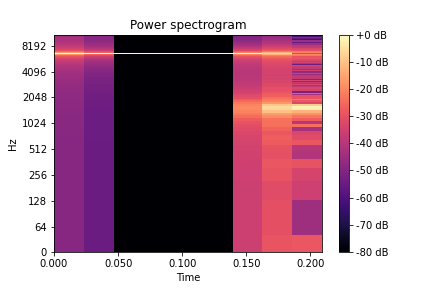 Power spectrogram
8192
4096
2048
1024
512
256
128
64
0
Hz
0.000 0.050 0.100 0.150 0.200
Time
+0 dB
-10 dB
-20 dB
-30 dB
-40 dB
-50 dB
-60 dB
-70 dB
-80 dB